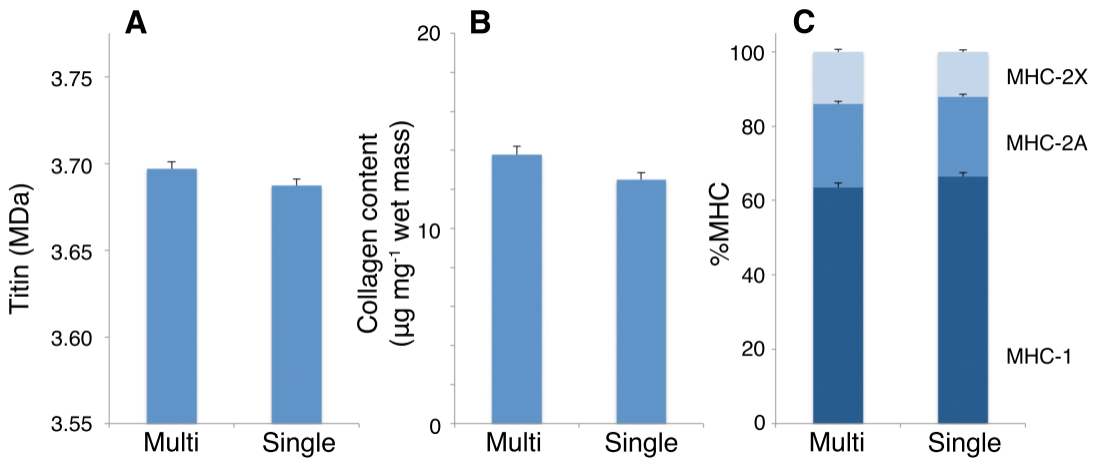 A
3.75
3.70
3.65
3.60
3.55
Titin (MDa)
Multi
Single
B
20
10
0
Collagen content
(µg mg-1 wet mass)
Multi
Single
C
100
80
60
40
20
0
%MHC
Multi
Single
MHC-2X
MHC-2A
MHC-1